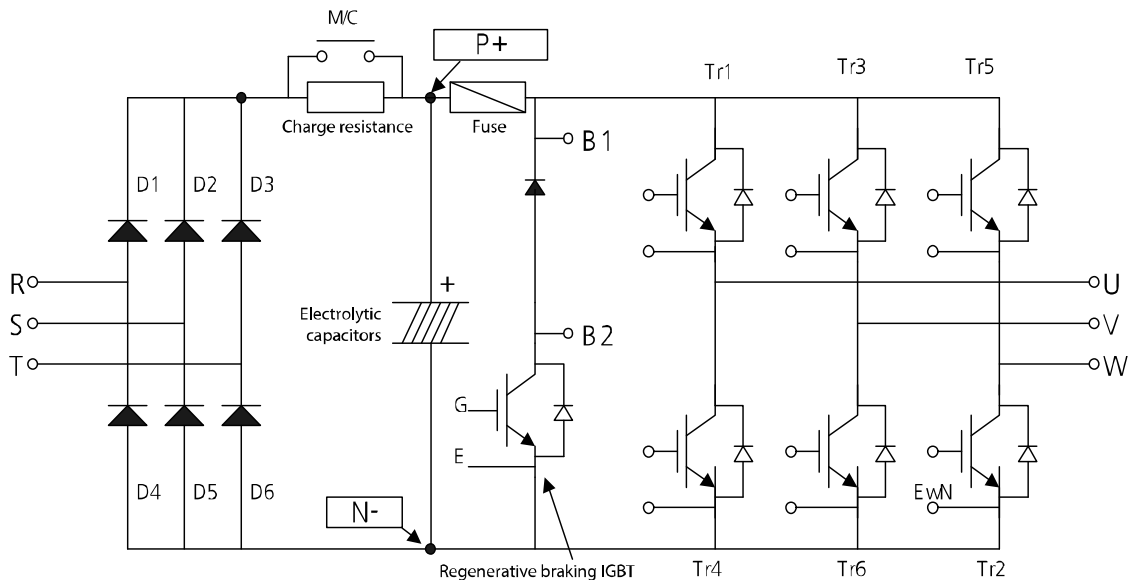 M/C
P+
Tr1
Tr3
Tr5
Charge resistance
Fuse
B1
D1
D2
D3
R
S
T
+
Electrolytic
capacitors
B2
U
V
W
G
E
D4
D5
D6
N-
EwN
Regenerative braking IGBT
Tr4
Tr6
Tr2